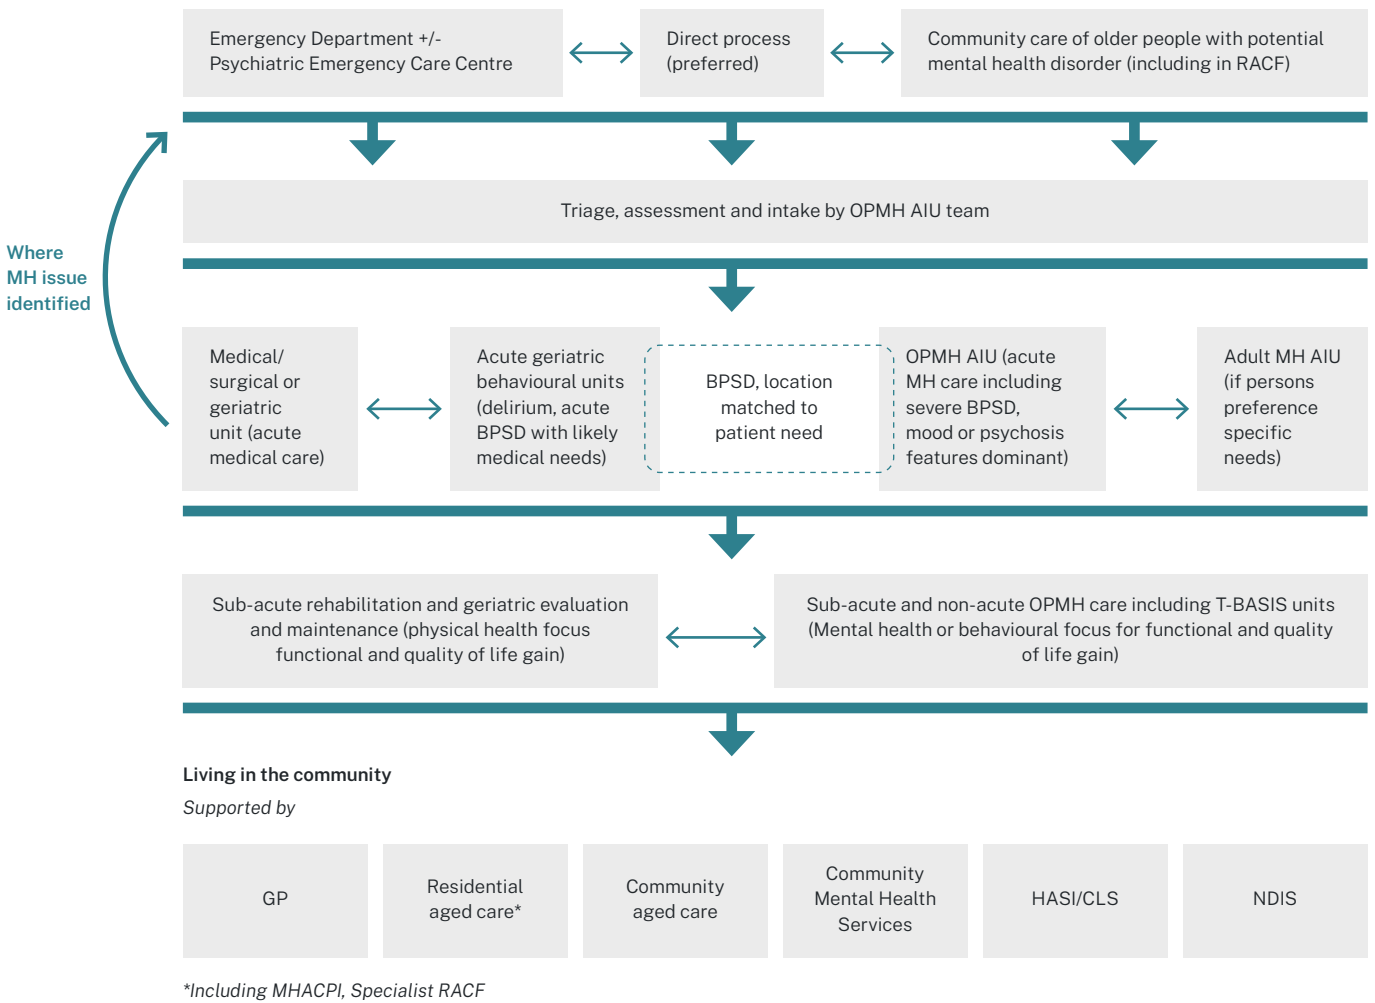 Emergency Department +/-
Psychiatric Emergency Care Centre
Direct process
(preferred)
Community care of older people with potential
mental health disorder (including in RACF)
Triage, assessment and intake by OPMH AIU team
Where
MH issue
identified
Medical/
surgical or
geriatric
unit (acute
medical care)
Acute geriatric
behavioural units
(delirium, acute
BPSD with likely
medical needs)
BPSD, location
matched to
patient need
OPMH AIU (acute
MH care including
severe BPSD,
mood or psychosis
features dominant)
Adult MH AIU
(if persons
preference
specific
needs)
Sub-acute rehabilitation and geriatric evaluation
and maintenance (physical health focus
functional and quality of life gain)
Sub-acute and non-acute OPMH care including T-BASIS units
(Mental health or behavioural focus for functional and quality
of life gain)
Living in the community
Supported by
GP
Residential
aged care*
Community
aged care
Community
Mental Health
Services
HASI/CLS
NDIS
*Including MHACPI, Specialist RACF